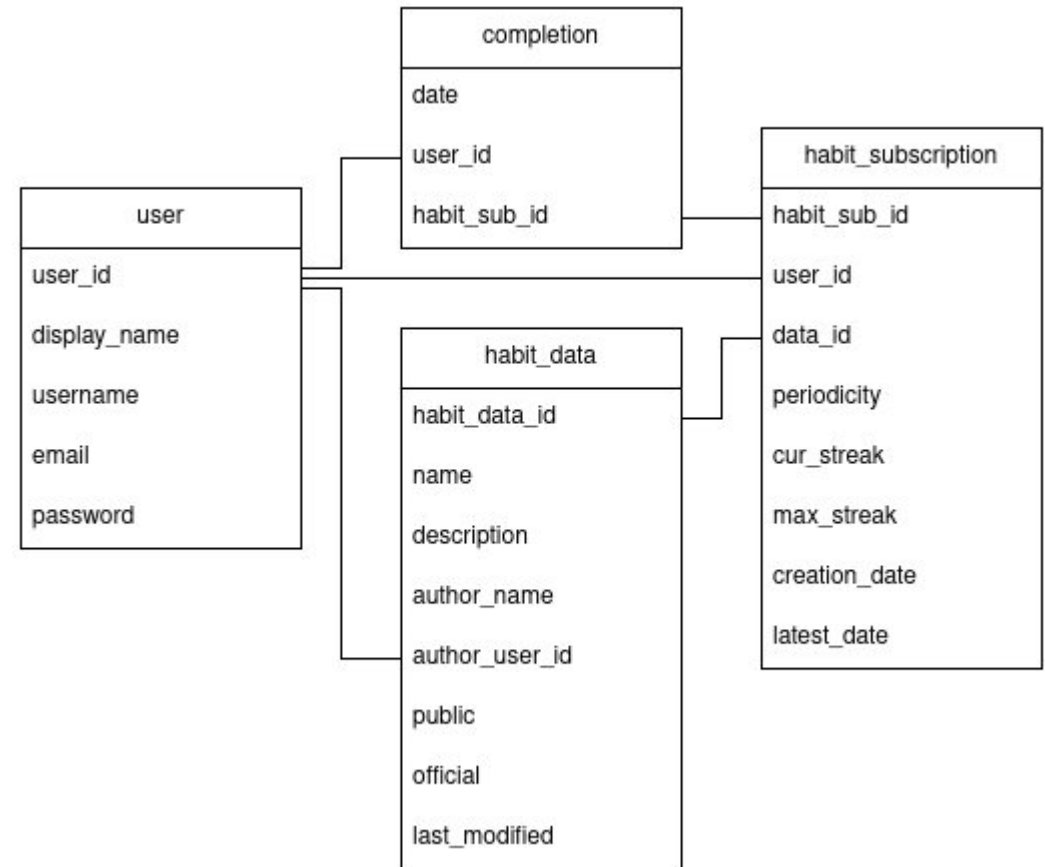 completion
date
user_id
habit_sub_id
user
user_id
display_name
username
email
password
habit_data
habit_data_id
name
description
author_name
author_user_id
public
official
last_modified
habit_subscription
habit_sub_id
user_id
data_id
periodicity
cur_streak
max_streak
creation_date
latest_date